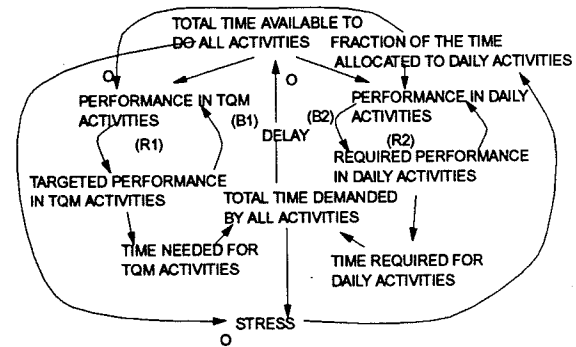 TOTAL TIME AVAILABLE TO
DO ALL ACTIVITIES
FRACTION OF THE TIME
ALLOCATED TO DAILY ACTIVITIES
O
O
PERFORMANCE IN TQM
ACTIVITIES
(B1)
DELAY
(B2)
PERFORMANCE IN DAILY
ACTIVITIES
(R1)
(R2)
REQUIRED PERFORMANCE
IN DAILY ACTIVITIES
TARGETED PERFORMANCE
IN TQM ACTIVITIES
TOTAL TIME DEMANDED
BY ALL ACTIVITIES
TIME NEEDED FOR
TQM ACTIVITIES
TIME REQUIRED FOR
DAILY ACTIVITIES
STRESS
O